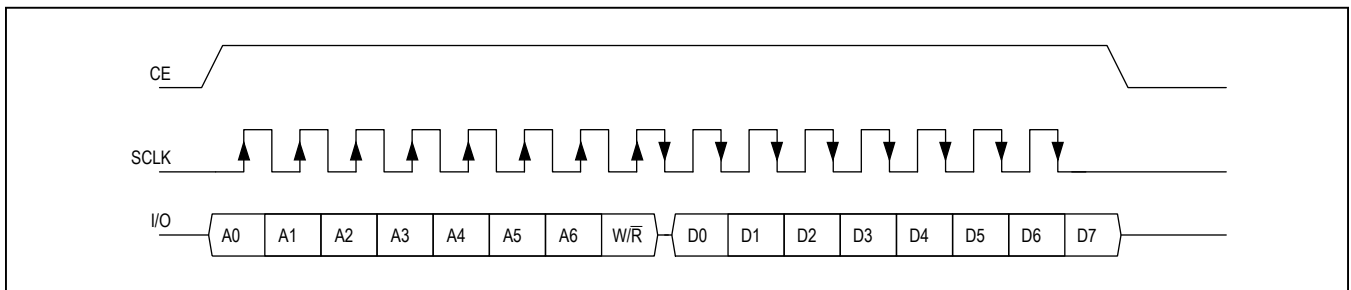 CE
SCLK
I/O A0 A1 A2 A3 A4 A5 A6 W/R̅ D0 D1 D2 D3 D4 D5 D6 D7